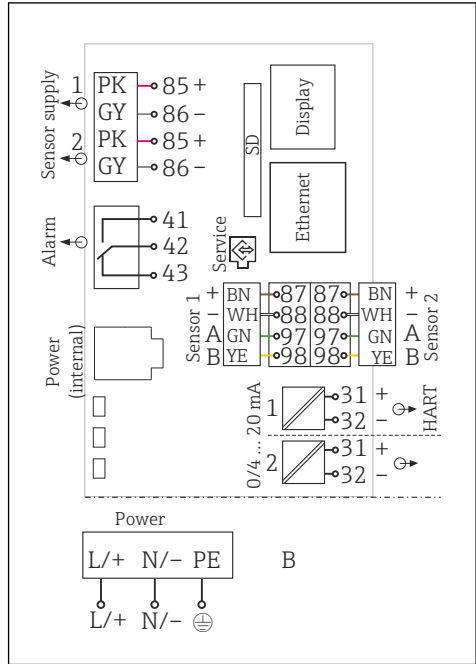 Sensor supply
1 PK 85 +
GY 86 −
2 PK 85 +
GY 86 −
Display
SD
Ethernet
Alarm
41
42
43
Service
Sensor 1
+ BN 87 87 BN +
− WH 88 88 WH −
A GN 97 97 GN A
B YE 98 98 YE B
Sensor 2
Power
(internal)
0/4 ... 20 mA
1 31 +
32 −
HART
2 31 +
32 −
Power
L/+ N/− PE
B
L/+ N/−